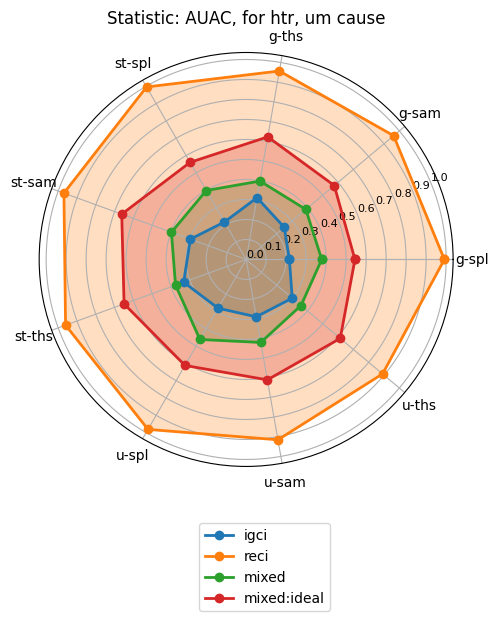 Statistic: AUAC, for htr, um cause
g-ths
st-spl
g-sam
st-sam
g-spl
st-ths
u-ths
u-spl
u-sam
0.0
0.1
0.2
0.3
0.4
0.5
0.6
0.7
0.8
0.9
1.0
igci
reci
mixed
mixed:ideal